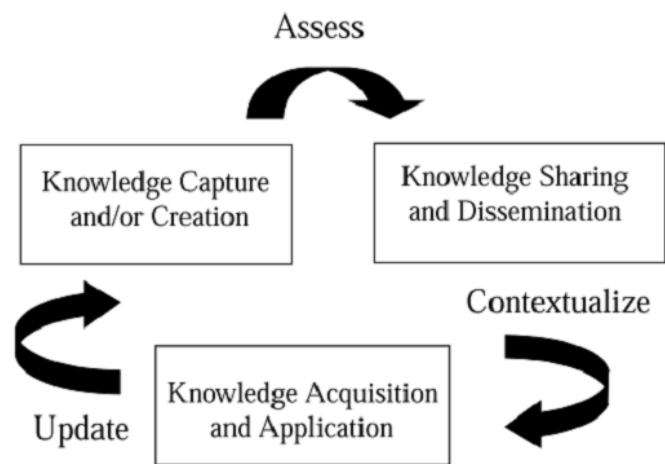 Assess
Knowledge Capture
and/or Creation
Knowledge Sharing
and Dissemination
Contextualize
Knowledge Acquisition
and Application
Update